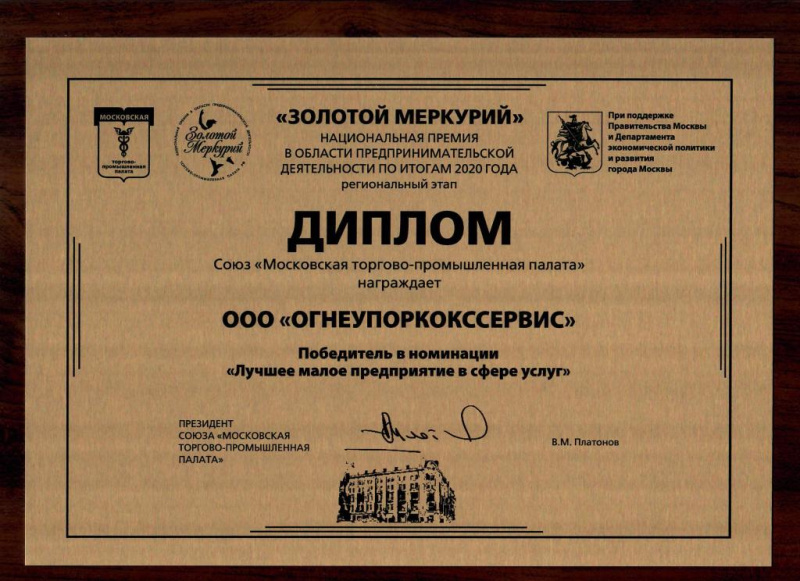 МОСКОВСКАЯ
торгово-
промышленная
палата
Золотой
Меркурий
«ЗОЛОТОЙ МЕРКУРИЙ»
НАЦИОНАЛЬНАЯ ПРЕМИЯ
В ОБЛАСТИ ПРЕДПРИНИМАТЕЛЬСКОЙ
ДЕЯТЕЛЬНОСТИ ПО ИТОГАМ 2020 ГОДА
региональный этап
При поддержке
Правительства Москвы
и Департамента
экономической политики
и развития
города Москвы
ДИПЛОМ
Союз «Московская торгово-промышленная палата»
награждает
ООО «ОГНЕУПОРКОКССЕРВИС»
Победитель в номинации
«Лучшее малое предприятие в сфере услуг»
ПРЕЗИДЕНТ
СОЮЗА «МОСКОВСКАЯ
ТОРГОВО-ПРОМЫШЛЕННАЯ
ПАЛАТА»
В.М. Платонов